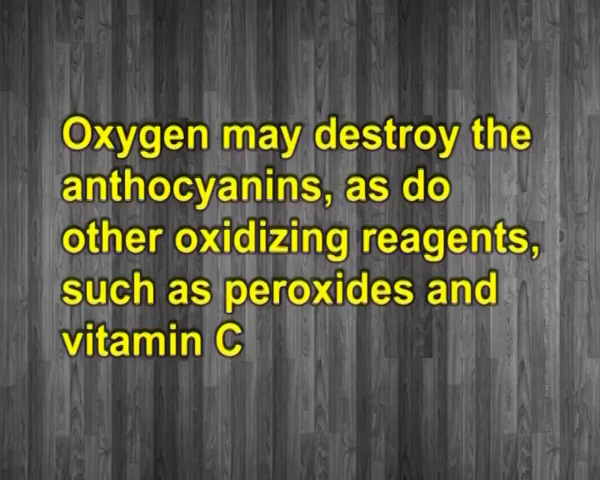 Oxygen may destroy the
anthocyanins, as do
other oxidizing reagents,
such as peroxides and
vitamin C